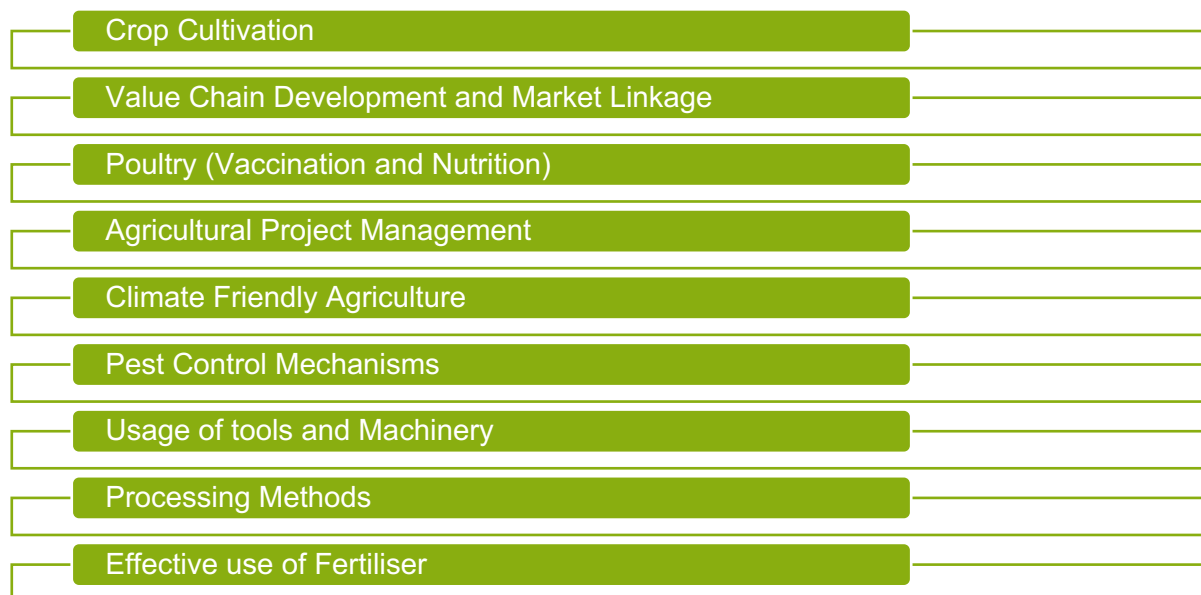 Crop Cultivation
Value Chain Development and Market Linkage
Poultry (Vaccination and Nutrition)
Agricultural Project Management
Climate Friendly Agriculture
Pest Control Mechanisms
Usage of tools and Machinery
Processing Methods
Effective use of Fertiliser